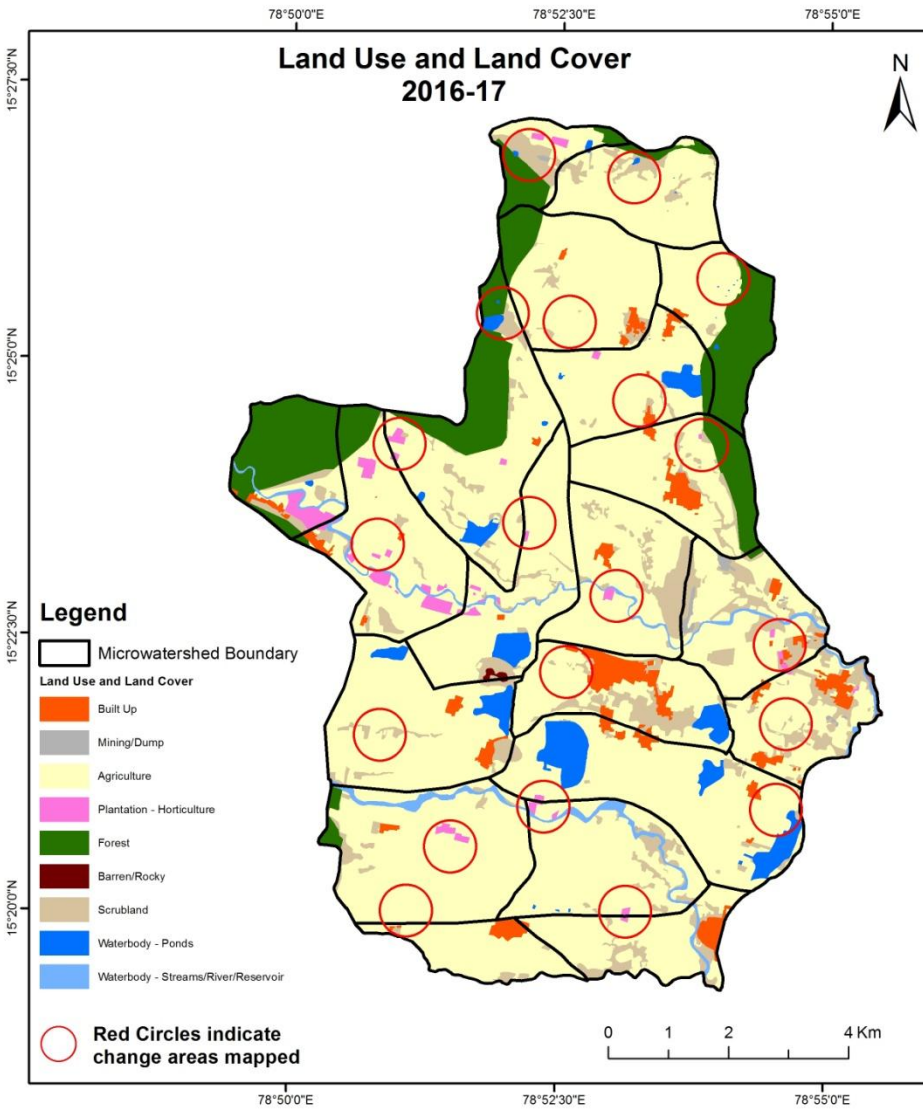 78°50'0"E 78°52'30"E 78°55'0"E
Land Use and Land Cover
2016-17
N
15°27'30"N
15°25'0"N
15°22'30"N
15°20'0"N
Legend
Microwatershed Boundary
Land Use and Land Cover
Built Up
Mining/Dump
Agriculture
Plantation - Horticulture
Forest
Barren/Rocky
Scrubland
Waterbody - Ponds
Waterbody - Streams/River/Reservoir
Red Circles indicate
change areas mapped
0 1 2 4 Km
78°50'0"E 78°52'30"E 78°55'0"E